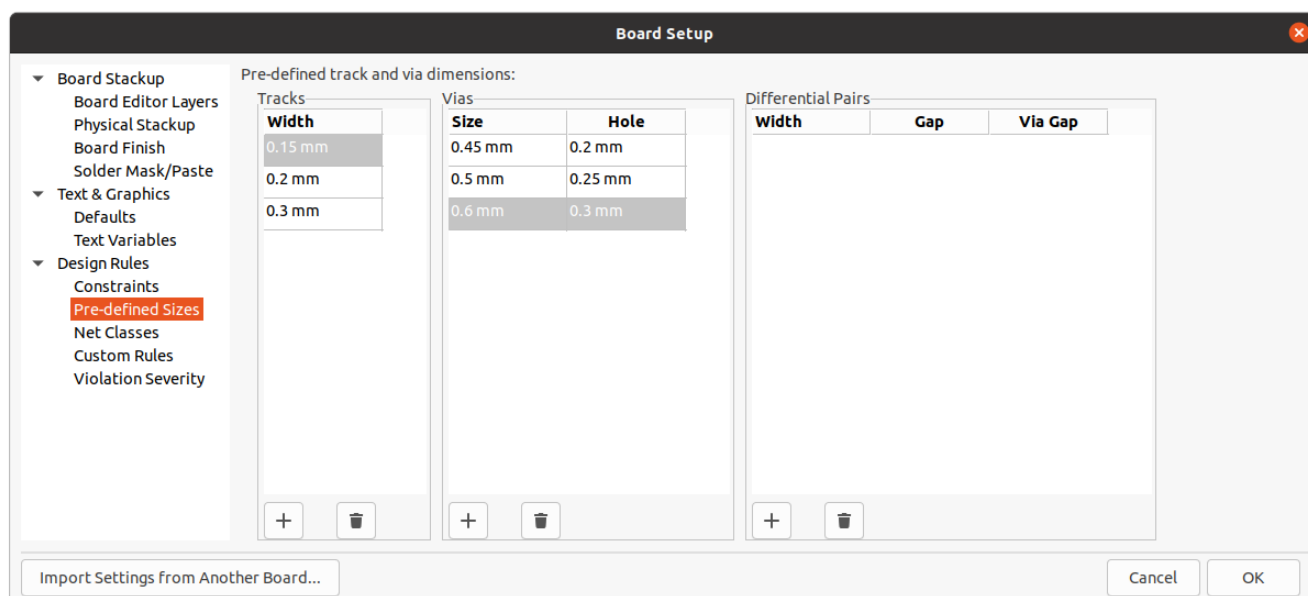 Board Setup
Board Stackup
Board Editor Layers
Physical Stackup
Board Finish
Solder Mask/Paste
Text & Graphics
Defaults
Text Variables
Design Rules
Constraints
Pre-defined Sizes
Net Classes
Custom Rules
Violation Severity
Pre-defined track and via dimensions:
Tracks
Width
0.15 mm
0.2 mm
0.3 mm
Vias
Size Hole
0.45 mm 0.2 mm
0.5 mm 0.25 mm
0.6 mm 0.3 mm
Differential Pairs
Width Gap Via Gap
Import Settings from Another Board...
Cancel
OK